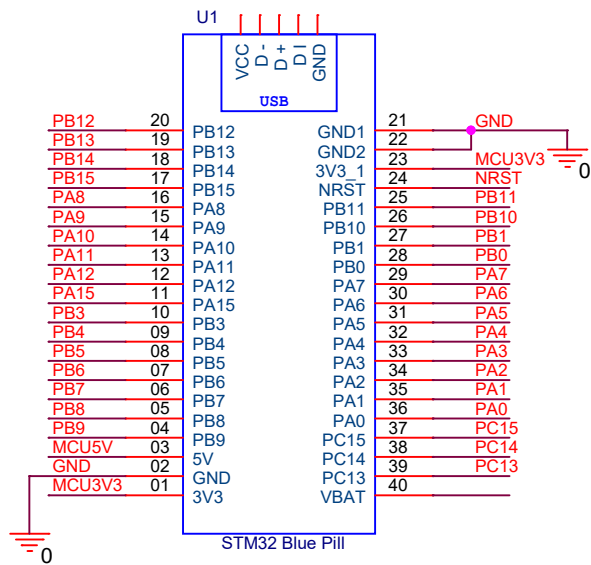 U1
VCC D - D + D I GND
USB
PB12 20 PB12 GND1 21 GND
PB13 19 PB13 GND2 22
PB14 18 PB14 3V3_1 23 MCU3V3
PB15 17 PB15 NRST 24 NRST
PA8 16 PA8 PB11 25 PB11
PA9 15 PA9 PB10 26 PB10
PA10 14 PA10 PB1 27 PB1
PA11 13 PA11 PB0 28 PB0
PA12 12 PA12 PA7 29 PA7
PA15 11 PA15 PA6 30 PA6
PB3 10 PB3 PA5 31 PA5
PB4 09 PB4 PA4 32 PA4
PB5 08 PB5 PA3 33 PA3
PB6 07 PB6 PA2 34 PA2
PB7 06 PB7 PA1 35 PA1
PB8 05 PB8 PA0 36 PA0
PB9 04 PB9 PC15 37 PC15
MCU5V 03 5V PC14 38 PC14
GND 02 GND PC13 39 PC13
MCU3V3 01 3V3 VBAT 40
0
0
STM32 Blue Pill